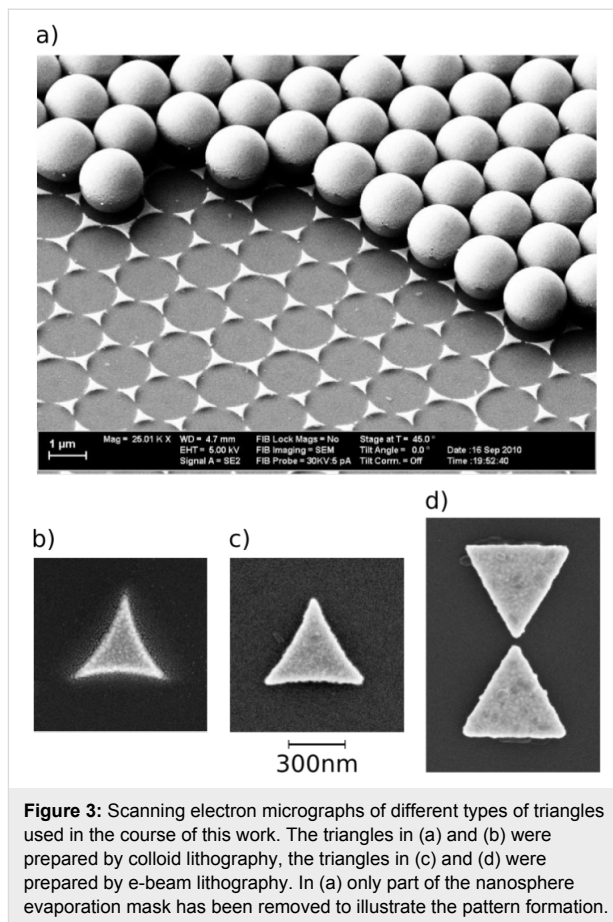 a)
1 µm
Mag = 25.01 K X WD = 4.7 mm FIB Lock Mags = No Stage at T = 45.0 °
EHT = 5.00 kV FIB Imaging = SEM Tilt Angle = 0.0 ° Date :16 Sep 2010
Signal A = SE2 FIB Probe = 30KV:5 pA Tilt Corrn. = Off Time :19:52:40
b)
c)
d)
300nm
Figure 3: Scanning electron micrographs of different types of triangles
used in the course of this work. The triangles in (a) and (b) were
prepared by colloid lithography, the triangles in (c) and (d) were
prepared by e-beam lithography. In (a) only part of the nanosphere
evaporation mask has been removed to illustrate the pattern formation.